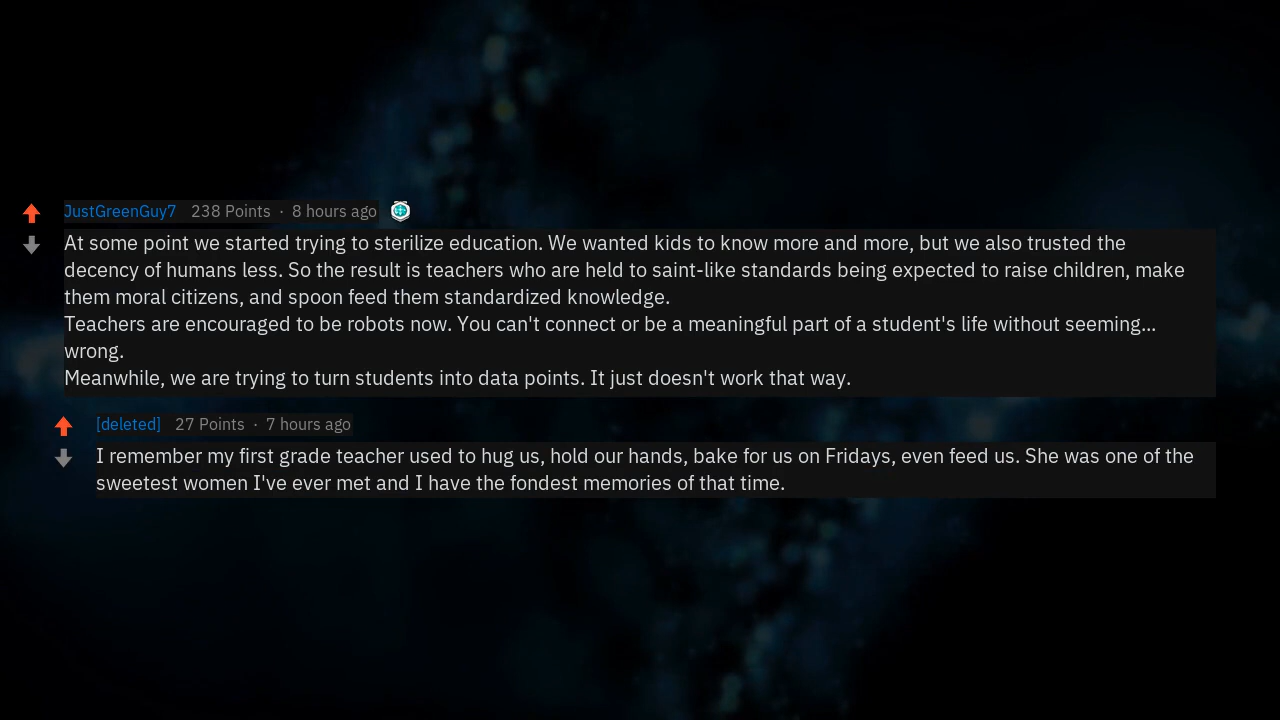 JustGreenGuy7 238 Points · 8 hours ago
At some point we started trying to sterilize education. We wanted kids to know more and more, but we also trusted the
decency of humans less. So the result is teachers who are held to saint-like standards being expected to raise children, make
them moral citizens, and spoon feed them standardized knowledge.
Teachers are encouraged to be robots now. You can't connect or be a meaningful part of a student's life without seeming...
wrong.
Meanwhile, we are trying to turn students into data points. It just doesn't work that way.
[deleted] 27 Points · 7 hours ago
I remember my first grade teacher used to hug us, hold our hands, bake for us on Fridays, even feed us. She was one of the
sweetest women I've ever met and I have the fondest memories of that time.